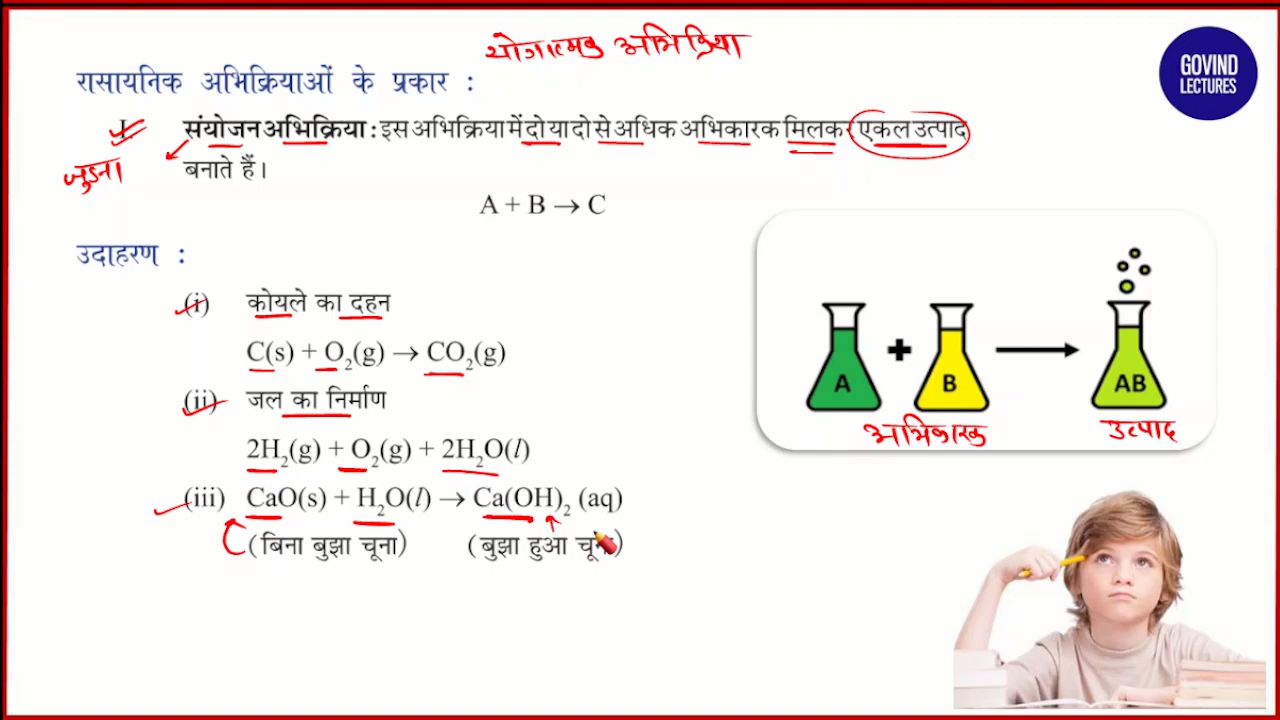 योगात्मक अभिक्रिया
GOVIND
LECTURES
रासायनिक अभिक्रियाओं के प्रकार :
I. संयोजन अभिक्रिया : इस अभिक्रिया में दो या दो से अधिक अभिकारक मिलकर एकल उत्पाद
जुड़ना
बनाते हैं।
A + B → C
उदाहरण :
(i) कोयले का दहन
C(s) + O₂(g) → CO₂(g)
(ii) जल का निर्माण
2H₂(g) + O₂(g) + 2H₂O(l)
(iii) CaO(s) + H₂O(l) → Ca(OH)₂ (aq)
(बिना बुझा चूना) (बुझा हुआ चूना)
A + B → AB
अभिकारक उत्पाद